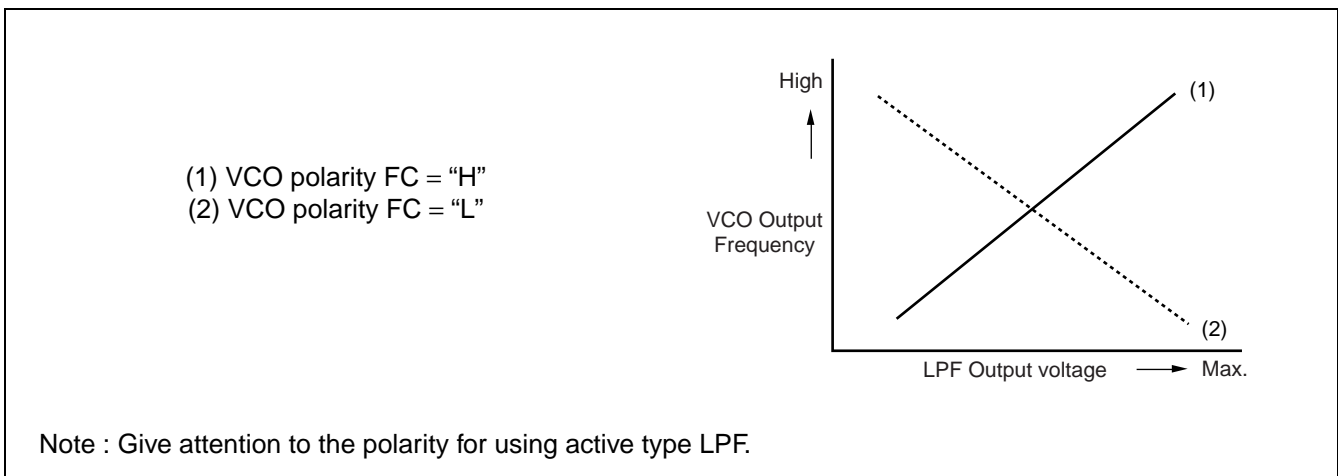 (1) VCO polarity FC = “H”
(2) VCO polarity FC = “L”
High
(1)
VCO Output
Frequency
(2)
LPF Output voltage
Max.
Note : Give attention to the polarity for using active type LPF.